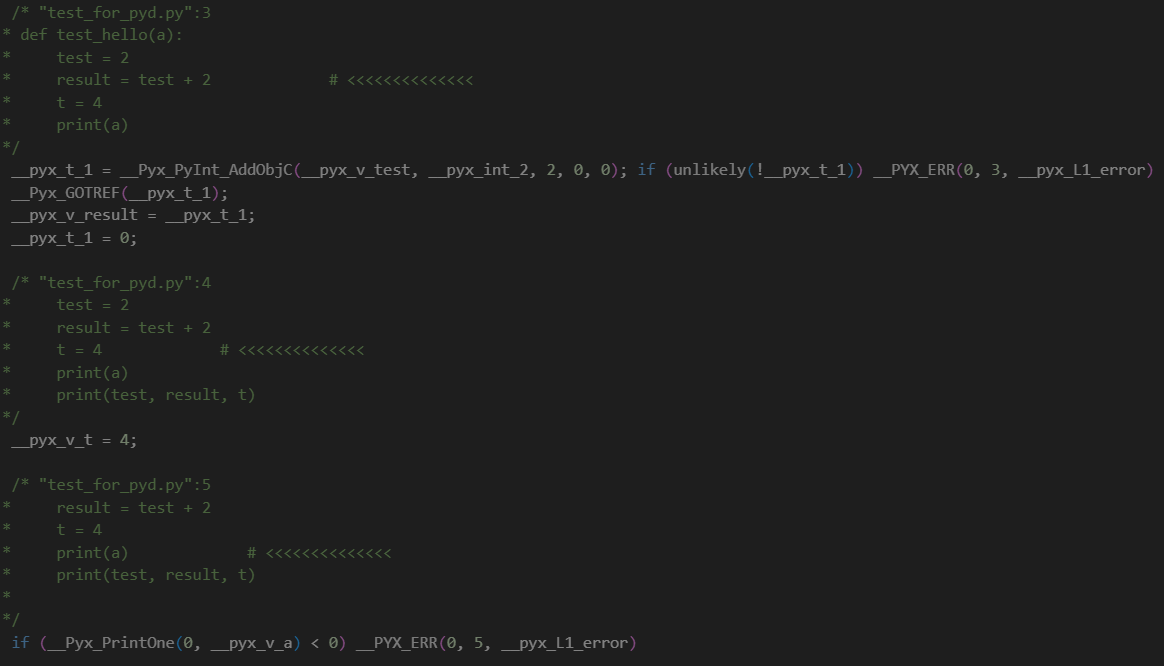 /* "test_for_pyd.py":3
* def test_hello(a):
*     test = 2
*     result = test + 2             # <<<<<<<<<<<<<<
*     t = 4
*     print(a)
*/
__pyx_t_1 = __Pyx_PyInt_AddObjC(__pyx_v_test, __pyx_int_2, 2, 0, 0); if (unlikely(!__pyx_t_1)) __PYX_ERR(0, 3, __pyx_L1_error)
__Pyx_GOTREF(__pyx_t_1);
__pyx_v_result = __pyx_t_1;
__pyx_t_1 = 0;

/* "test_for_pyd.py":4
*     test = 2
*     result = test + 2
*     t = 4             # <<<<<<<<<<<<<<
*     print(a)
*     print(test, result, t)
*/
__pyx_v_t = 4;

/* "test_for_pyd.py":5
*     result = test + 2
*     t = 4
*     print(a)             # <<<<<<<<<<<<<<
*     print(test, result, t)
*
*/
if (__Pyx_PrintOne(0, __pyx_v_a) < 0) __PYX_ERR(0, 5, __pyx_L1_error)